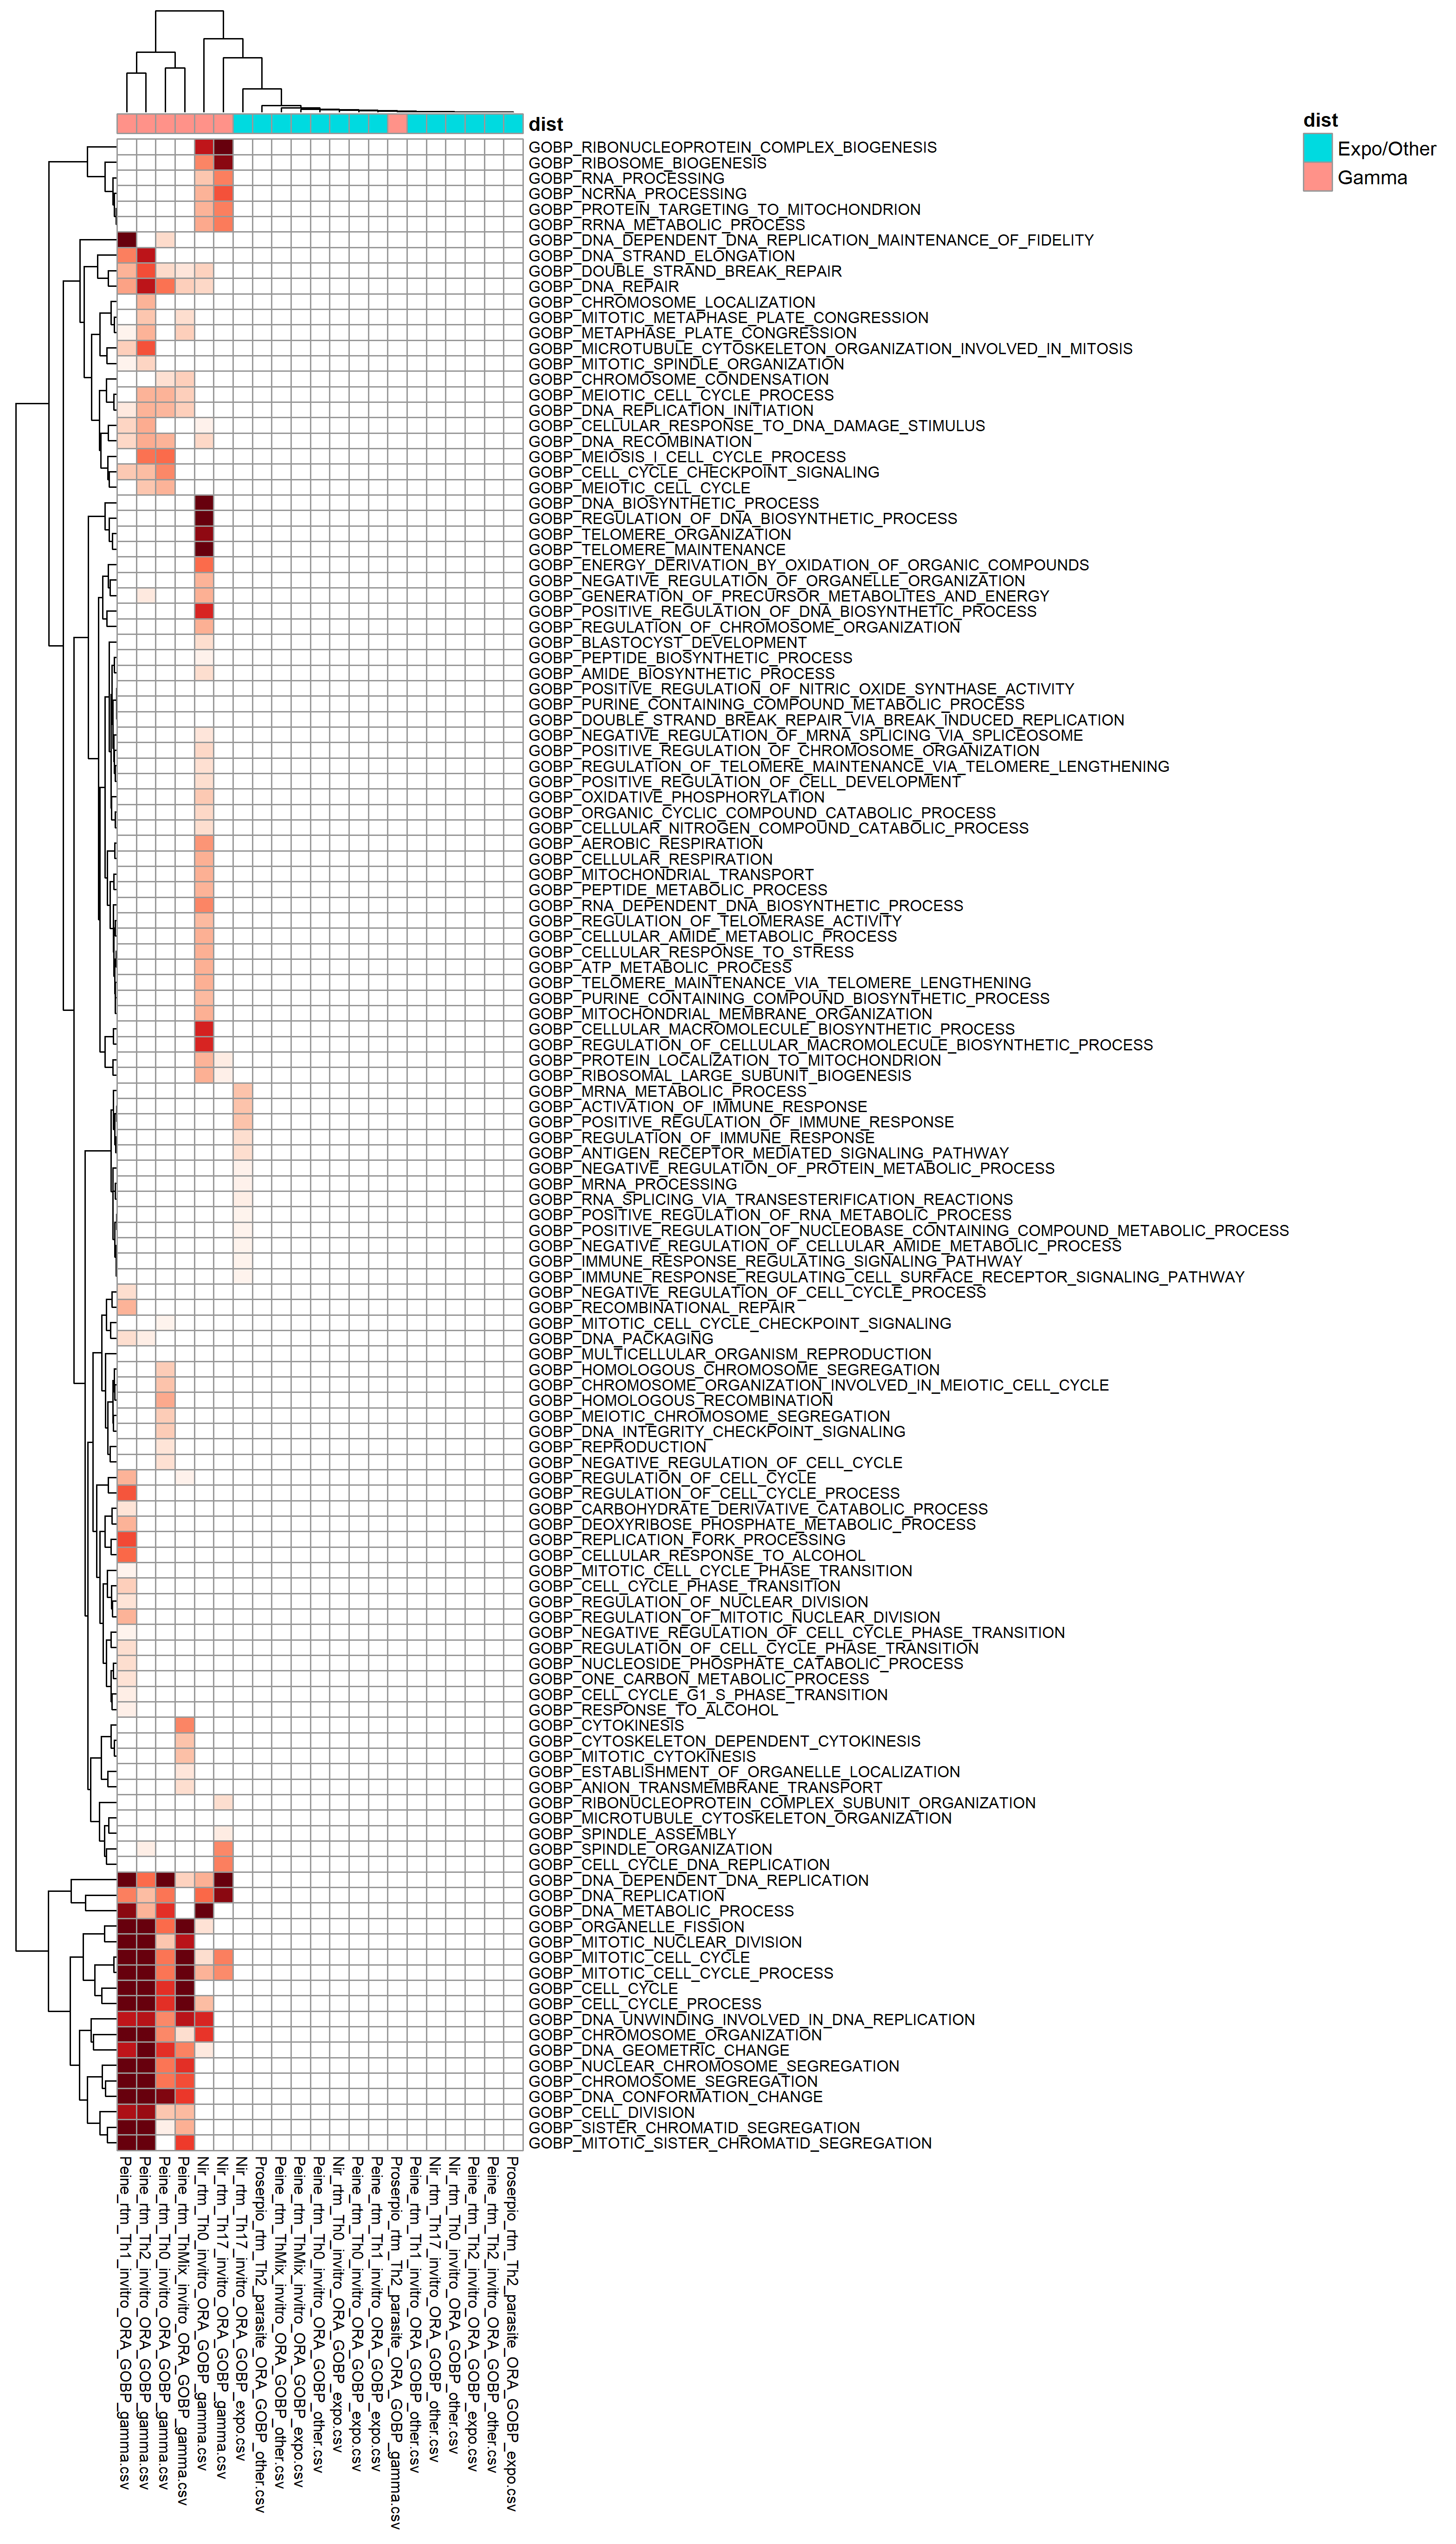 dist
dist
Expo/Other
Gamma
GOBP_RIBONUCLEOPROTEIN_COMPLEX_BIOGENESIS
GOBP_RIBOSOME_BIOGENESIS
GOBP_RNA_PROCESSING
GOBP_NCRNA_PROCESSING
GOBP_PROTEIN_TARGETING_TO_MITOCHONDRION
GOBP_RRNA_METABOLIC_PROCESS
GOBP_DNA_DEPENDENT_DNA_REPLICATION_MAINTENANCE_OF_FIDELITY
GOBP_DNA_STRAND_ELONGATION
GOBP_DOUBLE_STRAND_BREAK_REPAIR
GOBP_DNA_REPAIR
GOBP_CHROMOSOME_LOCALIZATION
GOBP_MITOTIC_METAPHASE_PLATE_CONGRESSION
GOBP_METAPHASE_PLATE_CONGRESSION
GOBP_MICROTUBULE_CYTOSKELETON_ORGANIZATION_INVOLVED_IN_MITOSIS
GOBP_MITOTIC_SPINDLE_ORGANIZATION
GOBP_CHROMOSOME_CONDENSATION
GOBP_MEIOTIC_CELL_CYCLE_PROCESS
GOBP_DNA_REPLICATION_INITIATION
GOBP_CELLULAR_RESPONSE_TO_DNA_DAMAGE_STIMULUS
GOBP_DNA_RECOMBINATION
GOBP_MEIOSIS_I_CELL_CYCLE_PROCESS
GOBP_CELL_CYCLE_CHECKPOINT_SIGNALING
GOBP_MEIOTIC_CELL_CYCLE
GOBP_DNA_BIOSYNTHETIC_PROCESS
GOBP_REGULATION_OF_DNA_BIOSYNTHETIC_PROCESS
GOBP_TELOMERE_ORGANIZATION
GOBP_TELOMERE_MAINTENANCE
GOBP_ENERGY_DERIVATION_BY_OXIDATION_OF_ORGANIC_COMPOUNDS
GOBP_NEGATIVE_REGULATION_OF_ORGANELLE_ORGANIZATION
GOBP_GENERATION_OF_PRECURSOR_METABOLITES_AND_ENERGY
GOBP_POSITIVE_REGULATION_OF_DNA_BIOSYNTHETIC_PROCESS
GOBP_REGULATION_OF_CHROMOSOME_ORGANIZATION
GOBP_BLASTOCYST_DEVELOPMENT
GOBP_PEPTIDE_BIOSYNTHETIC_PROCESS
GOBP_AMIDE_BIOSYNTHETIC_PROCESS
GOBP_POSITIVE_REGULATION_OF_NITRIC_OXIDE_SYNTHASE_ACTIVITY
GOBP_PURINE_CONTAINING_COMPOUND_METABOLIC_PROCESS
GOBP_DOUBLE_STRAND_BREAK_REPAIR_VIA_BREAK_INDUCED_REPLICATION
GOBP_NEGATIVE_REGULATION_OF_MRNA_SPLICING_VIA_SPLICEOSOME
GOBP_POSITIVE_REGULATION_OF_CHROMOSOME_ORGANIZATION
GOBP_REGULATION_OF_TELOMERE_MAINTENANCE_VIA_TELOMERE_LENGTHENING
GOBP_POSITIVE_REGULATION_OF_CELL_DEVELOPMENT
GOBP_OXIDATIVE_PHOSPHORYLATION
GOBP_ORGANIC_CYCLIC_COMPOUND_CATABOLIC_PROCESS
GOBP_CELLULAR_NITROGEN_COMPOUND_CATABOLIC_PROCESS
GOBP_AEROBIC_RESPIRATION
GOBP_CELLULAR_RESPIRATION
GOBP_MITOCHONDRIAL_TRANSPORT
GOBP_PEPTIDE_METABOLIC_PROCESS
GOBP_RNA_DEPENDENT_DNA_BIOSYNTHETIC_PROCESS
GOBP_REGULATION_OF_TELOMERASE_ACTIVITY
GOBP_CELLULAR_AMIDE_METABOLIC_PROCESS
GOBP_CELLULAR_RESPONSE_TO_STRESS
GOBP_ATP_METABOLIC_PROCESS
GOBP_TELOMERE_MAINTENANCE_VIA_TELOMERE_LENGTHENING
GOBP_PURINE_CONTAINING_COMPOUND_BIOSYNTHETIC_PROCESS
GOBP_MITOCHONDRIAL_MEMBRANE_ORGANIZATION
GOBP_CELLULAR_MACROMOLECULE_BIOSYNTHETIC_PROCESS
GOBP_REGULATION_OF_CELLULAR_MACROMOLECULE_BIOSYNTHETIC_PROCESS
GOBP_PROTEIN_LOCALIZATION_TO_MITOCHONDRION
GOBP_RIBOSOMAL_LARGE_SUBUNIT_BIOGENESIS
GOBP_MRNA_METABOLIC_PROCESS
GOBP_ACTIVATION_OF_IMMUNE_RESPONSE
GOBP_POSITIVE_REGULATION_OF_IMMUNE_RESPONSE
GOBP_REGULATION_OF_IMMUNE_RESPONSE
GOBP_ANTIGEN_RECEPTOR_MEDIATED_SIGNALING_PATHWAY
GOBP_NEGATIVE_REGULATION_OF_PROTEIN_METABOLIC_PROCESS
GOBP_MRNA_PROCESSING
GOBP_RNA_SPLICING_VIA_TRANSESTERIFICATION_REACTIONS
GOBP_POSITIVE_REGULATION_OF_RNA_METABOLIC_PROCESS
GOBP_POSITIVE_REGULATION_OF_NUCLEOBASE_CONTAINING_COMPOUND_METABOLIC_PROCESS
GOBP_NEGATIVE_REGULATION_OF_CELLULAR_AMIDE_METABOLIC_PROCESS
GOBP_IMMUNE_RESPONSE_REGULATING_SIGNALING_PATHWAY
GOBP_IMMUNE_RESPONSE_REGULATING_CELL_SURFACE_RECEPTOR_SIGNALING_PATHWAY
GOBP_NEGATIVE_REGULATION_OF_CELL_CYCLE_PROCESS
GOBP_RECOMBINATIONAL_REPAIR
GOBP_MITOTIC_CELL_CYCLE_CHECKPOINT_SIGNALING
GOBP_DNA_PACKAGING
GOBP_MULTICELLULAR_ORGANISM_REPRODUCTION
GOBP_HOMOLOGOUS_CHROMOSOME_SEGREGATION
GOBP_CHROMOSOME_ORGANIZATION_INVOLVED_IN_MEIOTIC_CELL_CYCLE
GOBP_HOMOLOGOUS_RECOMBINATION
GOBP_MEIOTIC_CHROMOSOME_SEGREGATION
GOBP_DNA_INTEGRITY_CHECKPOINT_SIGNALING
GOBP_REPRODUCTION
GOBP_NEGATIVE_REGULATION_OF_CELL_CYCLE
GOBP_REGULATION_OF_CELL_CYCLE
GOBP_REGULATION_OF_CELL_CYCLE_PROCESS
GOBP_CARBOHYDRATE_DERIVATIVE_CATABOLIC_PROCESS
GOBP_DEOXYRIBOSE_PHOSPHATE_METABOLIC_PROCESS
GOBP_REPLICATION_FORK_PROCESSING
GOBP_CELLULAR_RESPONSE_TO_ALCOHOL
GOBP_MITOTIC_CELL_CYCLE_PHASE_TRANSITION
GOBP_CELL_CYCLE_PHASE_TRANSITION
GOBP_REGULATION_OF_NUCLEAR_DIVISION
GOBP_REGULATION_OF_MITOTIC_NUCLEAR_DIVISION
GOBP_NEGATIVE_REGULATION_OF_CELL_CYCLE_PHASE_TRANSITION
GOBP_REGULATION_OF_CELL_CYCLE_PHASE_TRANSITION
GOBP_NUCLEOSIDE_PHOSPHATE_CATABOLIC_PROCESS
GOBP_ONE_CARBON_METABOLIC_PROCESS
GOBP_CELL_CYCLE_G1_S_PHASE_TRANSITION
GOBP_RESPONSE_TO_ALCOHOL
GOBP_CYTOKINESIS
GOBP_CYTOSKELETON_DEPENDENT_CYTOKINESIS
GOBP_MITOTIC_CYTOKINESIS
GOBP_ESTABLISHMENT_OF_ORGANELLE_LOCALIZATION
GOBP_ANION_TRANSMEMBRANE_TRANSPORT
GOBP_RIBONUCLEOPROTEIN_COMPLEX_SUBUNIT_ORGANIZATION
GOBP_MICROTUBULE_CYTOSKELETON_ORGANIZATION
GOBP_SPINDLE_ASSEMBLY
GOBP_SPINDLE_ORGANIZATION
GOBP_CELL_CYCLE_DNA_REPLICATION
GOBP_DNA_DEPENDENT_DNA_REPLICATION
GOBP_DNA_REPLICATION
GOBP_DNA_METABOLIC_PROCESS
GOBP_ORGANELLE_FISSION
GOBP_MITOTIC_NUCLEAR_DIVISION
GOBP_MITOTIC_CELL_CYCLE
GOBP_MITOTIC_CELL_CYCLE_PROCESS
GOBP_CELL_CYCLE
GOBP_CELL_CYCLE_PROCESS
GOBP_DNA_UNWINDING_INVOLVED_IN_DNA_REPLICATION
GOBP_CHROMOSOME_ORGANIZATION
GOBP_DNA_GEOMETRIC_CHANGE
GOBP_NUCLEAR_CHROMOSOME_SEGREGATION
GOBP_CHROMOSOME_SEGREGATION
GOBP_DNA_CONFORMATION_CHANGE
GOBP_CELL_DIVISION
GOBP_SISTER_CHROMATID_SEGREGATION
GOBP_MITOTIC_SISTER_CHROMATID_SEGREGATION
Peine_rtm_Th1_invitro_ORA_GOBP_gamma.csv
Peine_rtm_Th2_invitro_ORA_GOBP_gamma.csv
Peine_rtm_Th0_invitro_ORA_GOBP_gamma.csv
Peine_rtm_ThMix_invitro_ORA_GOBP_gamma.csv
Nir_rtm_Th0_invitro_ORA_GOBP_gamma.csv
Nir_rtm_Th17_invitro_ORA_GOBP_gamma.csv
Nir_rtm_Th17_invitro_ORA_GOBP_expo.csv
Proserpio_rtm_Th2_parasite_ORA_GOBP_other.csv
Peine_rtm_ThMix_invitro_ORA_GOBP_other.csv
Peine_rtm_ThMix_invitro_ORA_GOBP_expo.csv
Peine_rtm_Th0_invitro_ORA_GOBP_other.csv
Nir_rtm_Th0_invitro_ORA_GOBP_expo.csv
Peine_rtm_Th0_invitro_ORA_GOBP_expo.csv
Peine_rtm_Th1_invitro_ORA_GOBP_expo.csv
Proserpio_rtm_Th2_parasite_ORA_GOBP_gamma.csv
Peine_rtm_Th1_invitro_ORA_GOBP_other.csv
Nir_rtm_Th17_invitro_ORA_GOBP_other.csv
Nir_rtm_Th0_invitro_ORA_GOBP_other.csv
Peine_rtm_Th2_invitro_ORA_GOBP_expo.csv
Peine_rtm_Th2_invitro_ORA_GOBP_other.csv
Proserpio_rtm_Th2_parasite_ORA_GOBP_expo.csv